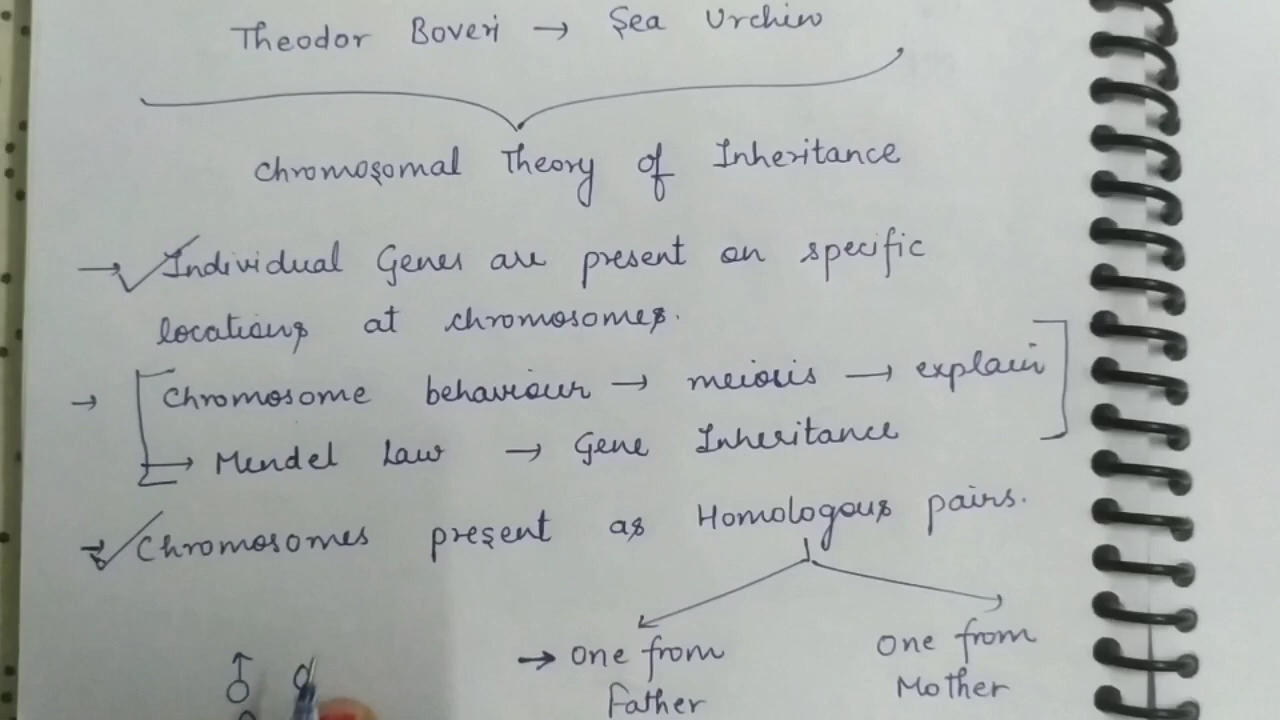 Theodor Boveri → Sea Urchin
Chromosomal Theory of Inheritance
→ Individual Genes are present on specific
locations at chromosomes.
→ Chromosome behaviour → meiosis → explain
→ Mendel Law → Gene Inheritance
→ Chromosomes present as Homologous pairs.
→ One from
Father
One from
Mother